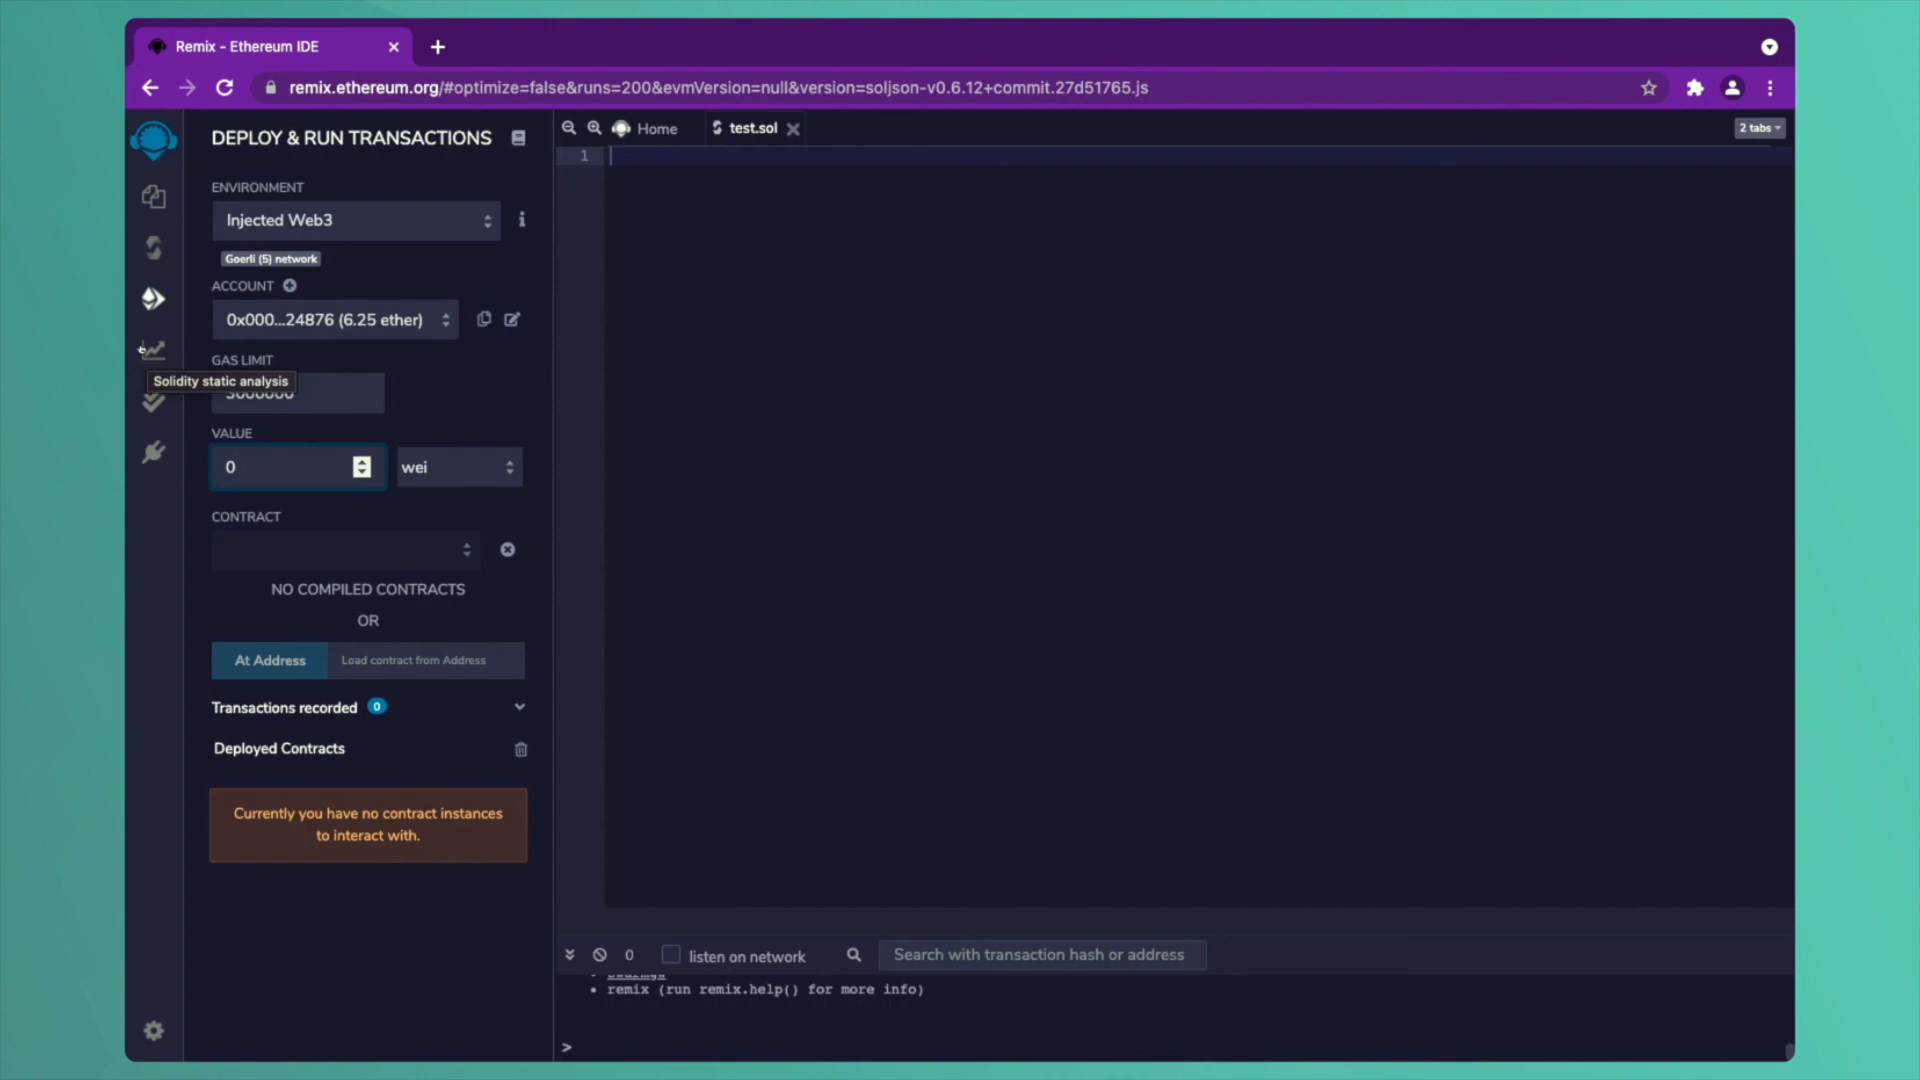 Remix - Ethereum IDE
remix.ethereum.org/#optimize=false&runs=200&evmVersion=null&version=soljson-v0.6.12+commit.27d51765.js
DEPLOY & RUN TRANSACTIONS
Home
test.sol
2 tabs
1
ENVIRONMENT
Injected Web3
Goerli (5) network
ACCOUNT
0x000...24876 (6.25 ether)
GAS LIMIT
Solidity static analysis
3000000
VALUE
0
wei
CONTRACT
NO COMPILED CONTRACTS
OR
At Address
Load contract from Address
Transactions recorded 0
Deployed Contracts
Currently you have no contract instances
to interact with.
0
listen on network
Search with transaction hash or address
• remix (run remix.help() for more info)
>